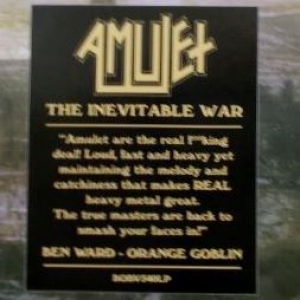 AMULET
THE INEVITABLE WAR
"Amulet are the real f**king
deal! Loud, fast and heavy yet
maintaining the melody and
catchiness that makes REAL
heavy metal great.
The true masters are back to
smash your faces in!"
BEN WARD - ORANGE GOBLIN